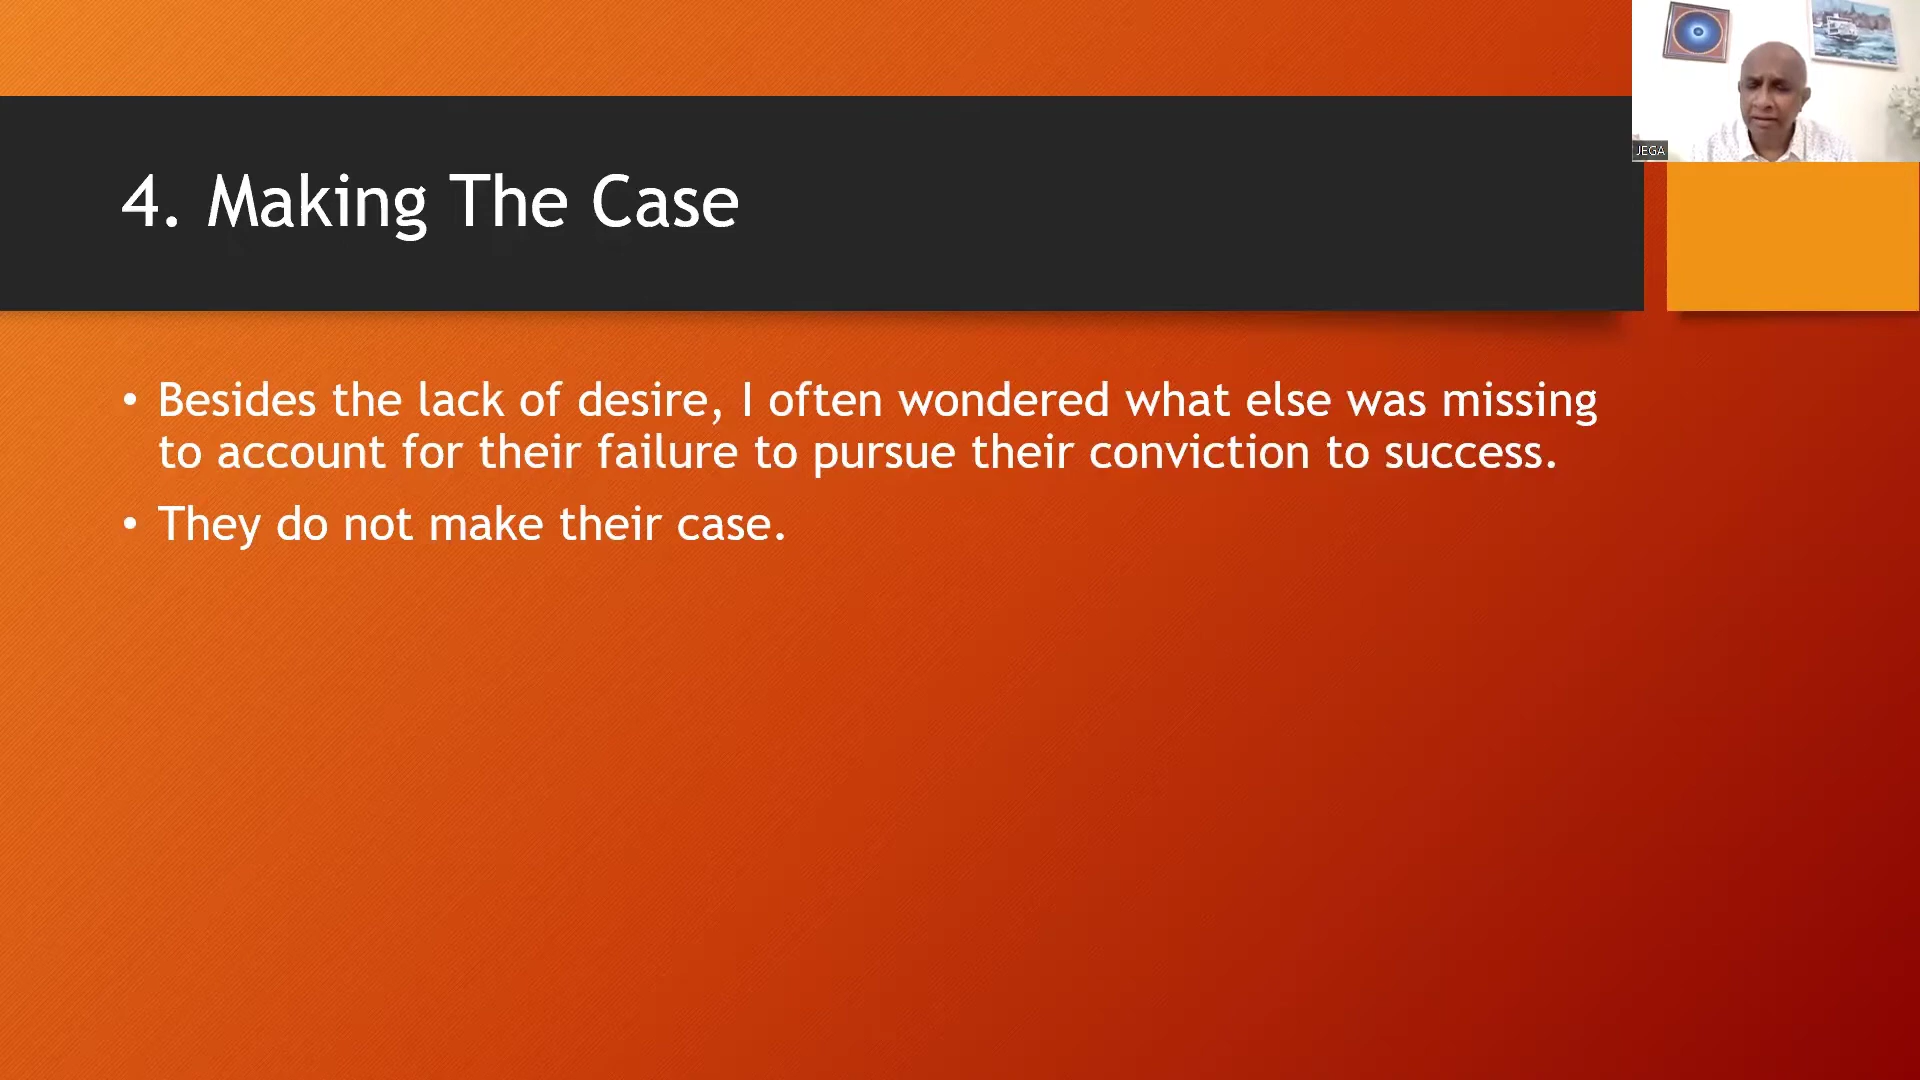 4. Making The Case
JEGA
• Besides the lack of desire, I often wondered what else was missing
to account for their failure to pursue their conviction to success.
• They do not make their case.